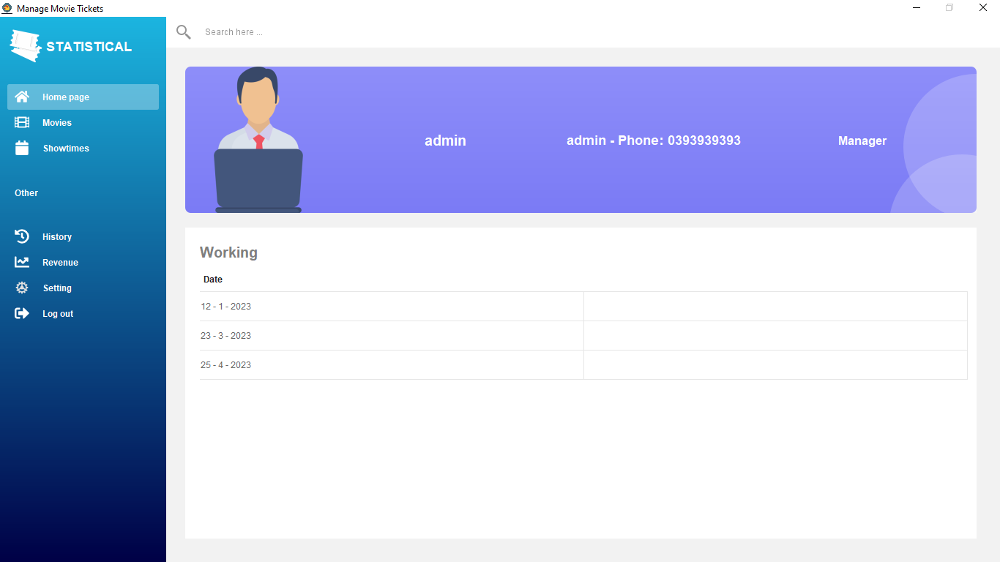 Manage Movie Tickets
STATISTICAL
Home page
Movies
Showtimes
Other
History
Revenue
Setting
Log out
Search here ...
admin
admin - Phone: 0393939393
Manager
Working
Date
12 - 1 - 2023
23 - 3 - 2023
25 - 4 - 2023